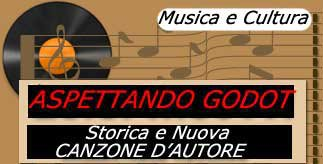 Musica e Cultura
ASPETTANDO GODOT
Storica e Nuova
CANZONE D'AUTORE